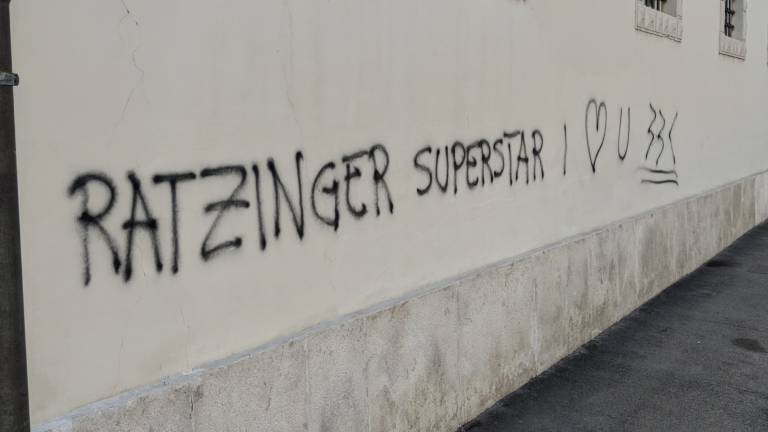 RATZINGER SUPERSTAR I ♡ U